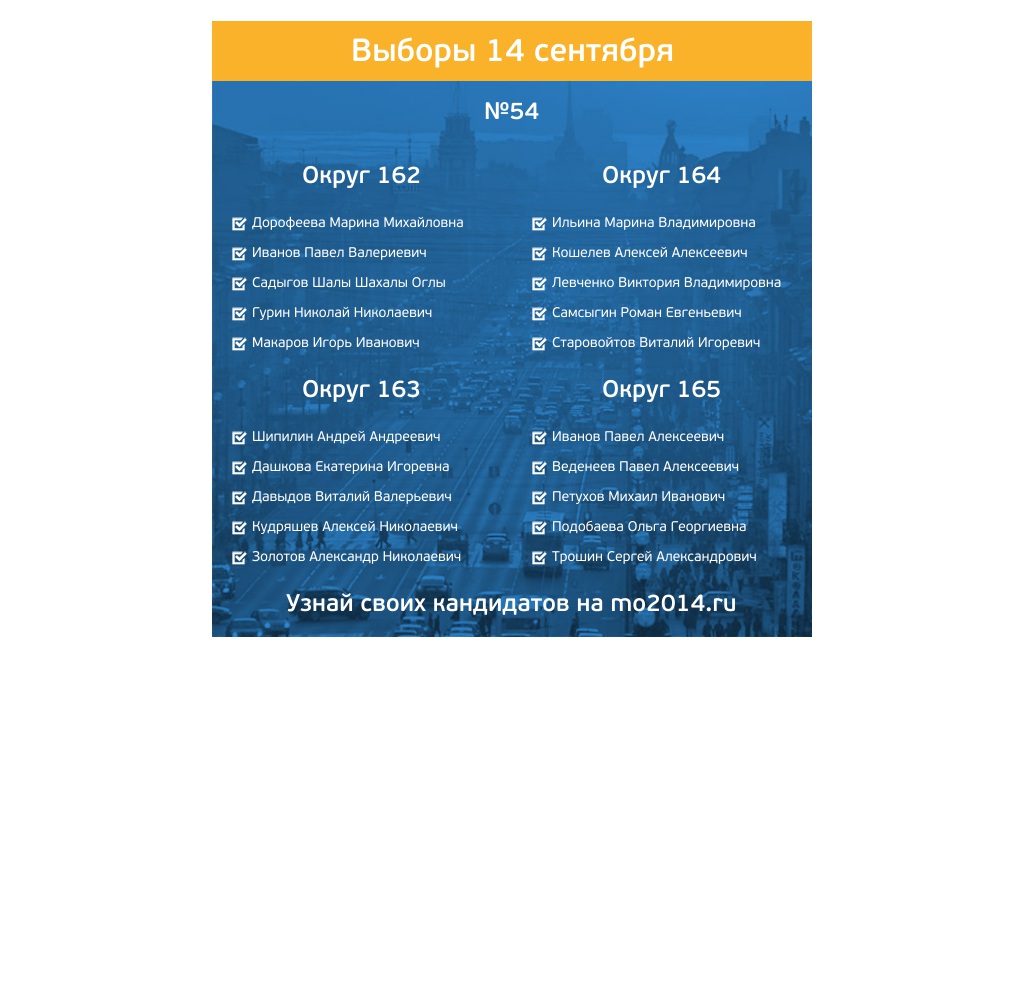 Выборы 14 сентября
№54
Округ 162
Дорофеева Марина Михайловна
Иванов Павел Валериевич
Садыгов Шалы Шахалы Оглы
Гурин Николай Николаевич
Макаров Игорь Иванович
Округ 163
Шипилин Андрей Андреевич
Дашкова Екатерина Игоревна
Давыдов Виталий Валерьевич
Кудряшев Алексей Николаевич
Золотов Александр Николаевич
Округ 164
Ильина Марина Владимировна
Кошелев Алексей Алексеевич
Левченко Виктория Владимировна
Самсыгин Роман Евгеньевич
Старовойтов Виталий Игоревич
Округ 165
Иванов Павел Алексеевич
Веденеев Павел Алексеевич
Петухов Михаил Иванович
Подобаева Ольга Георгиевна
Трошин Сергей Александрович
Узнай своих кандидатов на mo2014.ru